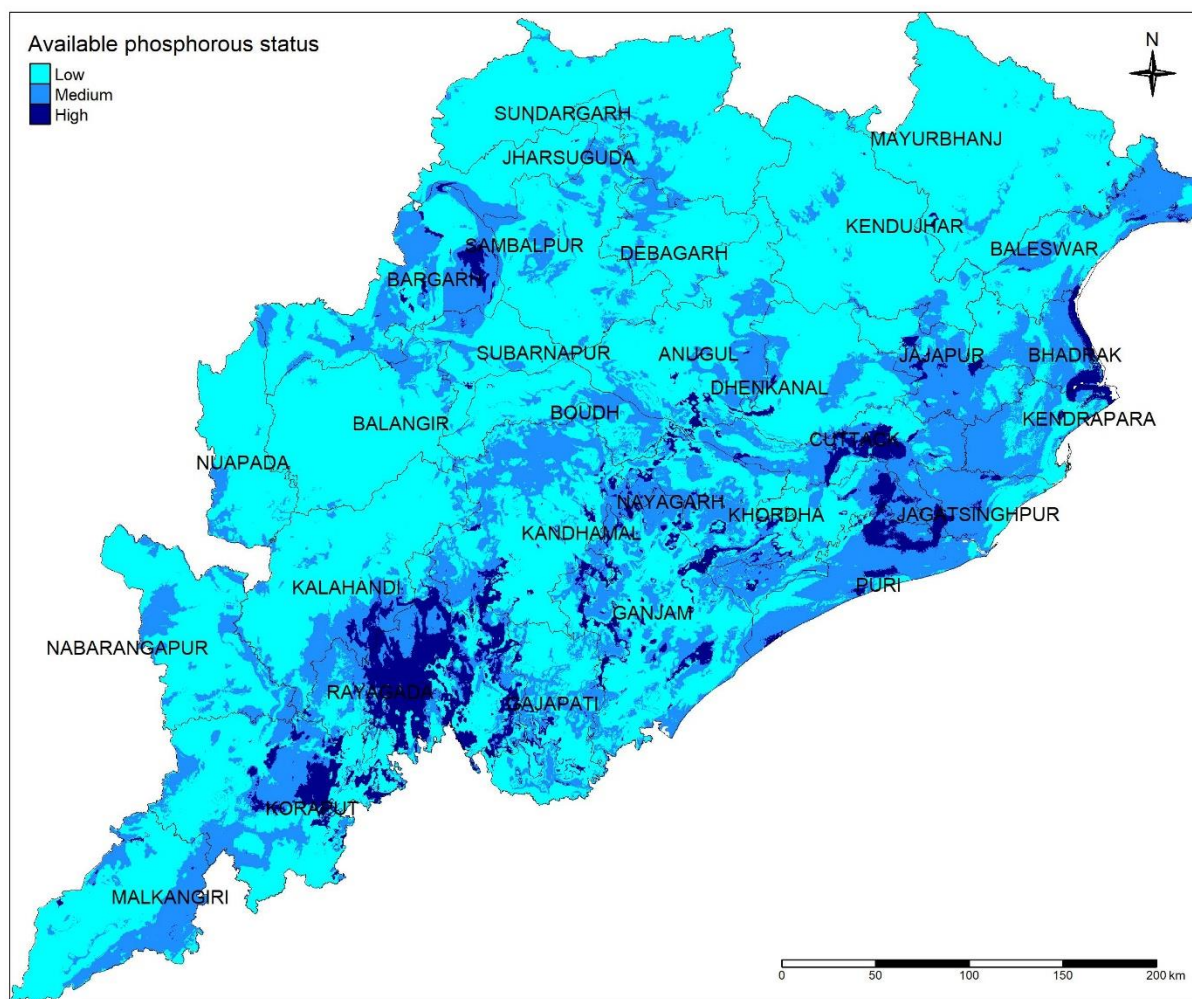 Available phosphorous status
Low
Medium
High
N
SUNDARGARH
MAYURBHANJ
JHARSUGUDA
KENDUJHAR
SAMBALPUR
BALESWAR
DEBAGARH
BARGARH
SUBARNAPUR
ANUGUL
JAJAPUR
BHADRAK
DHENKANAL
BOUDH
KENDRAPARA
BALANGIR
CUTTACK
NUAPADA
NAYAGARH
KHORDHA
JAGATSINGHPUR
KANDHAMAL
KALAHANDI
PURI
GANJAM
NABARANGAPUR
RAYAGADA
GAJAPATI
KORAPUT
MALKANGIRI
0 50 100 150 200 km